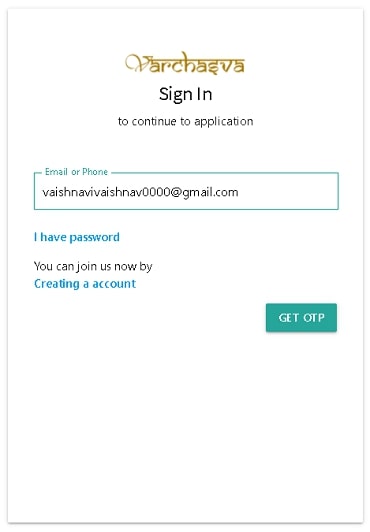 Varchasva
Sign In
to continue to application
Email or Phone
vaishnavivaishnav0000@gmail.com
I have password
You can join us now by
Creating a account
GET OTP